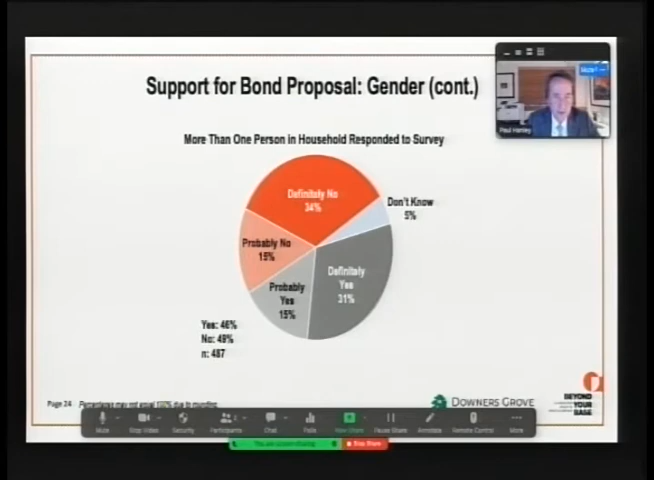 Support for Bond Proposal: Gender (cont.)
Paul Hanley
More Than One Person in Household Responded to Survey
Definitely No
34%
Don't Know
5%
Probably No
15%
Definitely
Yes
31%
Probably
Yes
15%
Yes: 46%
No: 49%
n: 487
Page 24 Percentages may not equal 100% due to rounding.
DOWNERS GROVE
BEYOND
YOUR
BASE
Mute
Stop Video
Security
Participants
Chat
Polls
New Share
Pause Share
Annotate
Remote Control
More
You are screen sharing
Stop Share